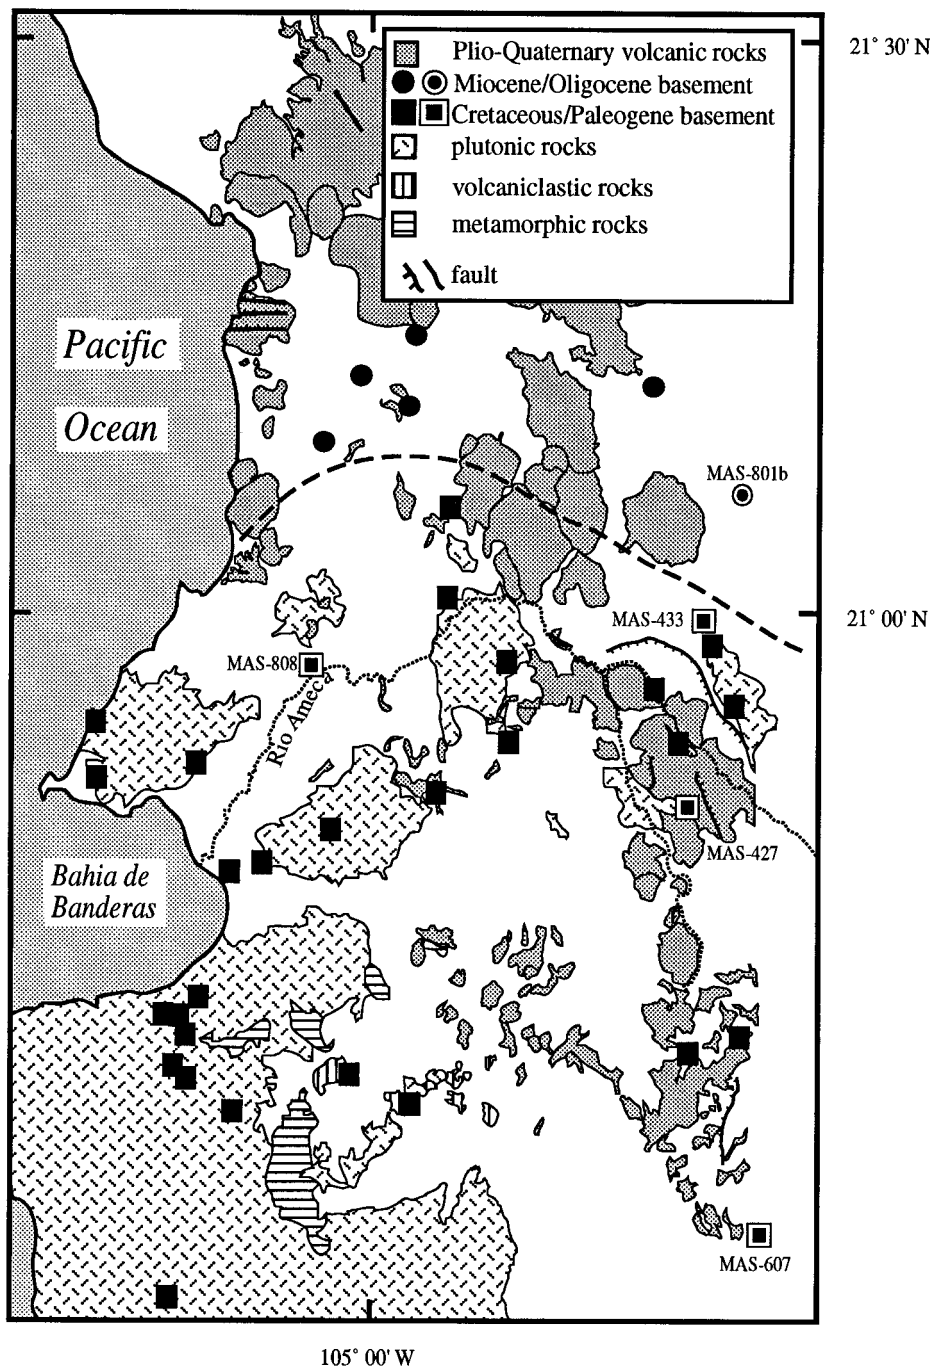 21° 30' N
Plio-Quaternary volcanic rocks
Miocene/Oligocene basement
Cretaceous/Paleogene basement
plutonic rocks
volcaniclastic rocks
metamorphic rocks
fault
Pacific
Ocean
MAS-801b
MAS-433
21° 00' N
MAS-808
Rio Ameca
MAS-427
Bahia de
Banderas
MAS-607
105° 00' W